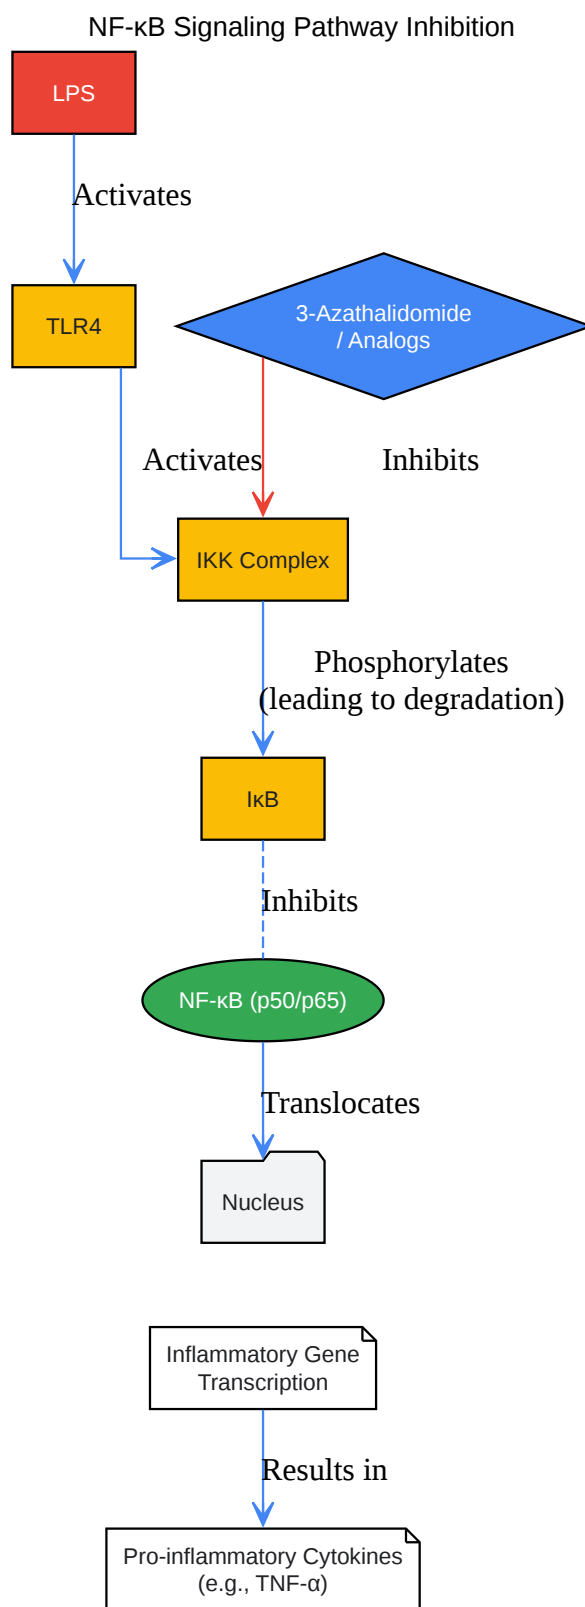 NF-κB Signaling Pathway Inhibition
LPS
Activates
TLR4
3-Azathalidomide
/ Analogs
Activates
Inhibits
IKK Complex
Phosphorylates
(leading to degradation)
IκB
Inhibits
NF-κB (p50/p65)
Translocates
Nucleus
Inflammatory Gene
Transcription
Results in
Pro-inflammatory Cytokines
(e.g., TNF-α)